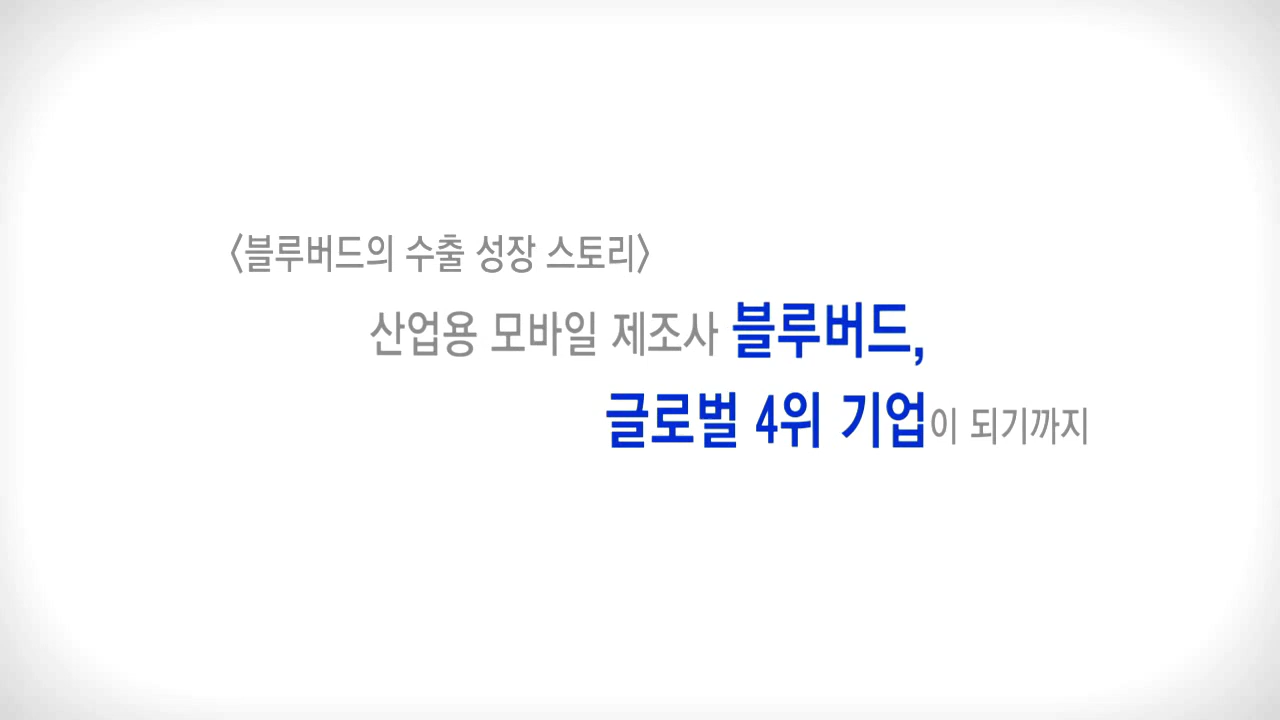 〈블루버드의 수출 성장 스토리〉
산업용 모바일 제조사 블루버드,
글로벌 4위 기업이 되기까지